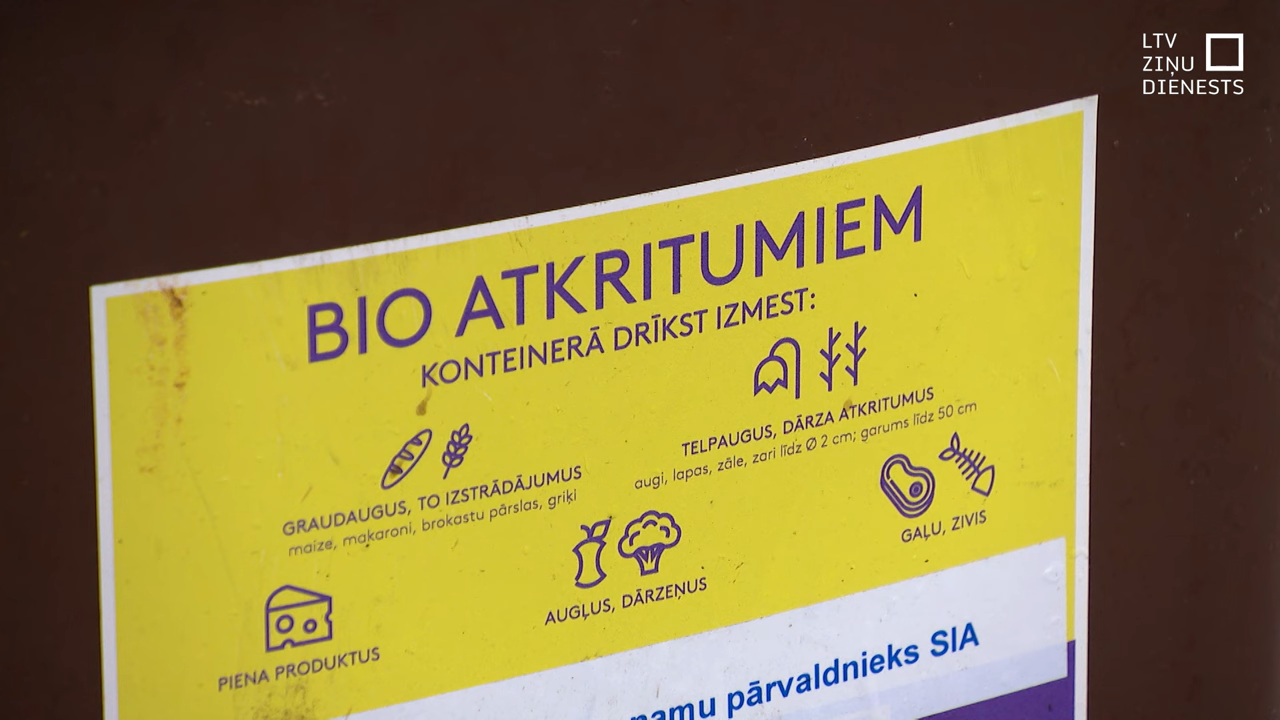 LTV
ZIŅU
DIENESTS
BIO ATKRITUMIEM
KONTEINERĀ DRĪKST IZMEST:
TELPAUGUS, DĀRZA ATKRITUMUS
augi, lapas, zāle, zari līdz Ø 2 cm; garums līdz 50 cm
GRAUDAUGUS, TO IZSTRĀDĀJUMUS
maize, makaroni, brokastu pārslas, griķi
GAĻU, ZIVIS
AUGĻUS, DĀRZEŅUS
PIENA PRODUKTUS
namu pārvaldnieks SIA